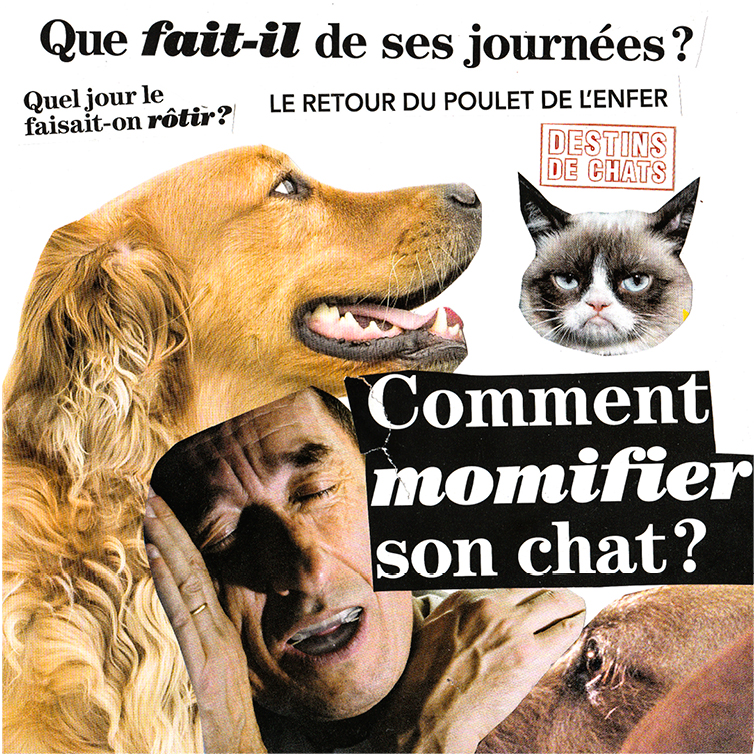 Que fait-il de ses journées ?
Quel jour le
faisait-on rôtir ?
LE RETOUR DU POULET DE L'ENFER
DESTINS
DE CHATS
Comment
momifier
son chat ?